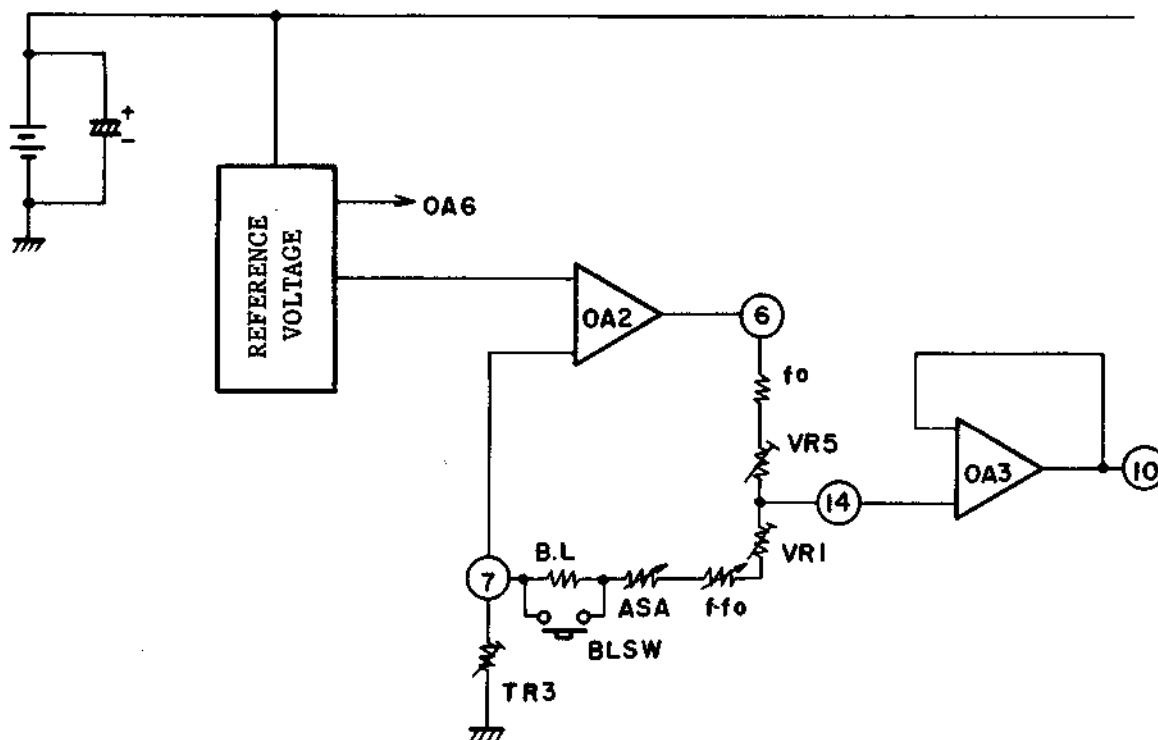 +
-
OA6
REFERENCE
VOLTAGE
OA2
6
fo
VR5
OA3
10
14
B.L
VR1
7
ASA
f-fo
BLSW
TR3